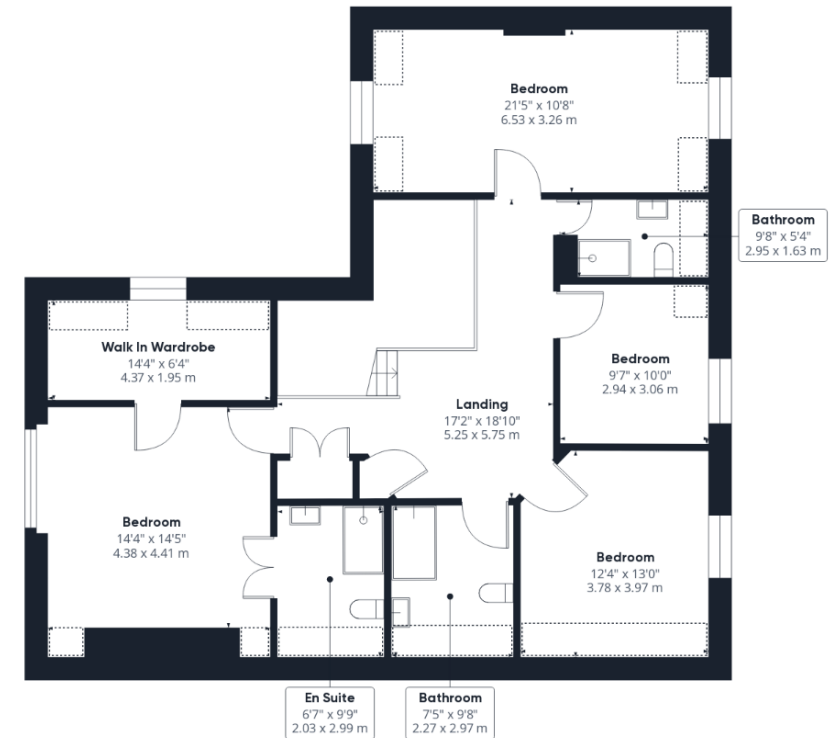 Bedroom
21'5" x 10'8"
6.53 x 3.26 m
Bathroom
9'8" x 5'4"
2.95 x 1.63 m
Walk In Wardrobe
14'4" x 6'4"
4.37 x 1.95 m
Bedroom
9'7" x 10'0"
2.94 x 3.06 m
Landing
17'2" x 18'10"
5.25 x 5.75 m
Bedroom
14'4" x 14'5"
4.38 x 4.41 m
Bedroom
12'4" x 13'0"
3.78 x 3.97 m
En Suite
6'7" x 9'9"
2.03 x 2.99 m
Bathroom
7'5" x 9'8"
2.27 x 2.97 m